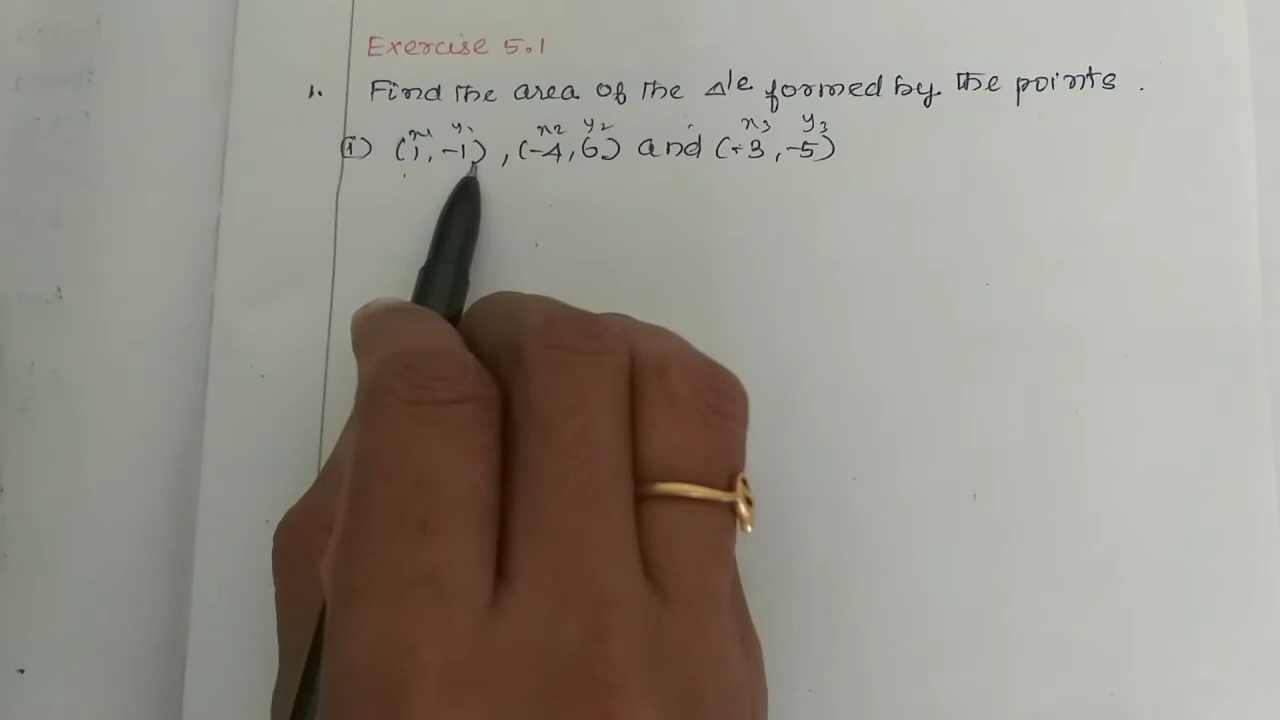 Exercise 5.1
1. Find the area of the Δle formed by the points.
x1 y1 x2 y2 x3 y3
(i) (1, -1), (-4, 6) and (-3, -5)